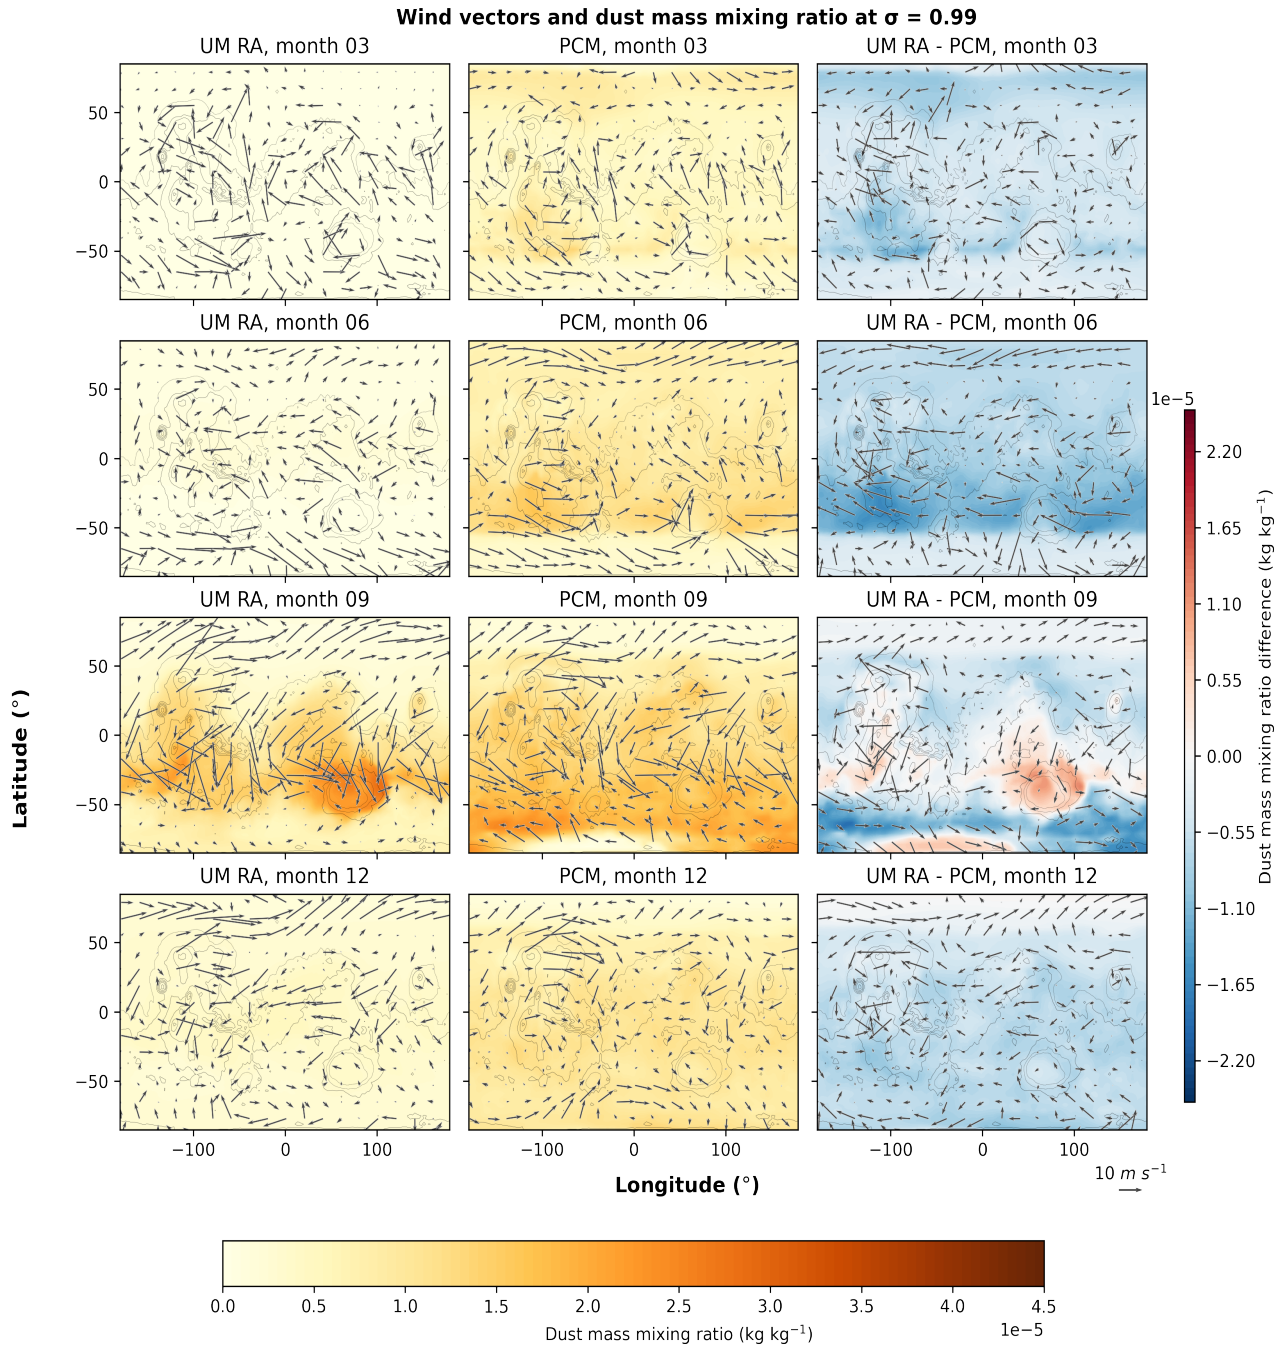 Wind vectors and dust mass mixing ratio at σ = 0.99
UM RA, month 03
PCM, month 03
UM RA - PCM, month 03
50
0
−50
UM RA, month 06
PCM, month 06
UM RA - PCM, month 06
50
0
−50
UM RA, month 09
PCM, month 09
UM RA - PCM, month 09
50
0
−50
UM RA, month 12
PCM, month 12
UM RA - PCM, month 12
50
0
−50
−100 0 100
−100 0 100
−100 0 100
Latitude (°)
Longitude (°)
10 m s⁻¹
1e−5
2.20
1.65
1.10
0.55
0.00
−0.55
−1.10
−1.65
−2.20
Dust mass mixing ratio difference (kg kg⁻¹)
0.0 0.5 1.0 1.5 2.0 2.5 3.0 3.5 4.0 4.5
1e−5
Dust mass mixing ratio (kg kg⁻¹)